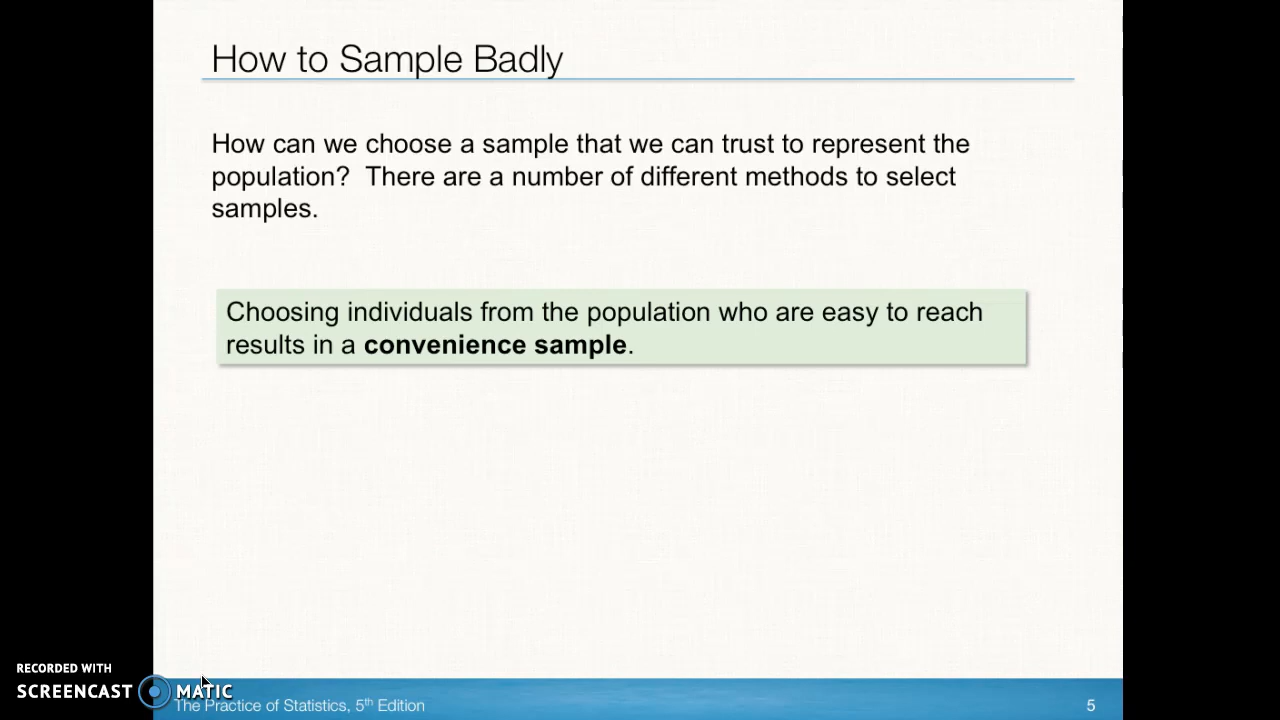 How to Sample Badly
How can we choose a sample that we can trust to represent the
population?  There are a number of different methods to select
samples.
Choosing individuals from the population who are easy to reach
results in a convenience sample.
RECORDED WITH
SCREENCAST MATIC
The Practice of Statistics, 5th Edition
5